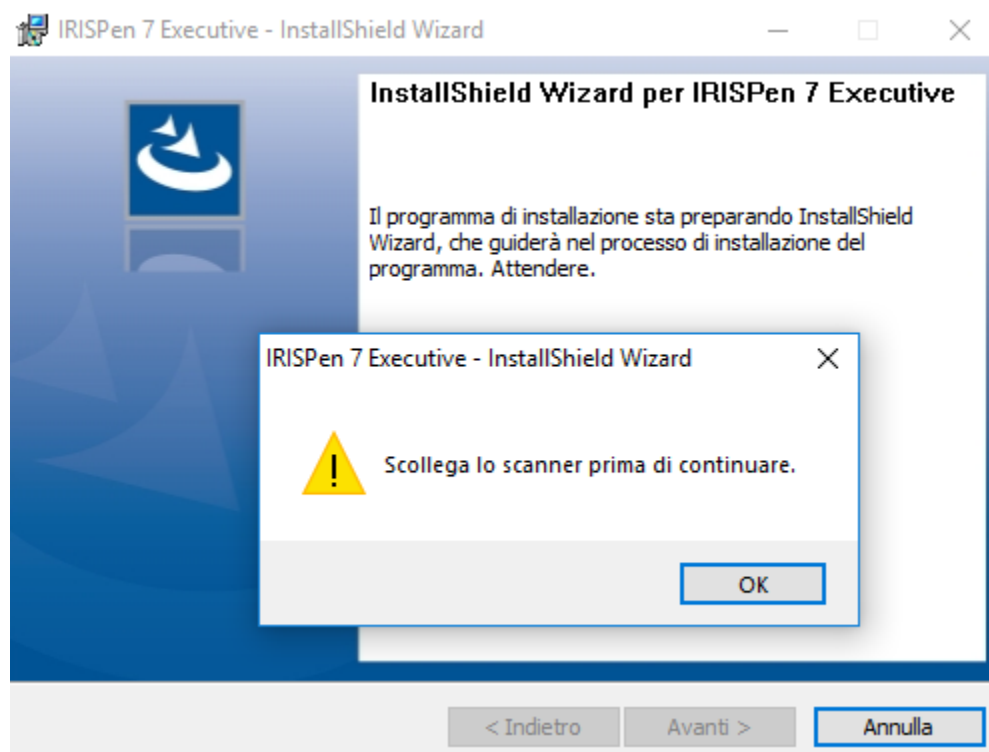 IRISPen 7 Executive - InstallShield Wizard
InstallShield Wizard per IRISPen 7 Executive
Il programma di installazione sta preparando InstallShield
Wizard, che guiderà nel processo di installazione del
programma. Attendere.
IRISPen 7 Executive - InstallShield Wizard
Scollega lo scanner prima di continuare.
OK
< Indietro
Avanti >
Annulla